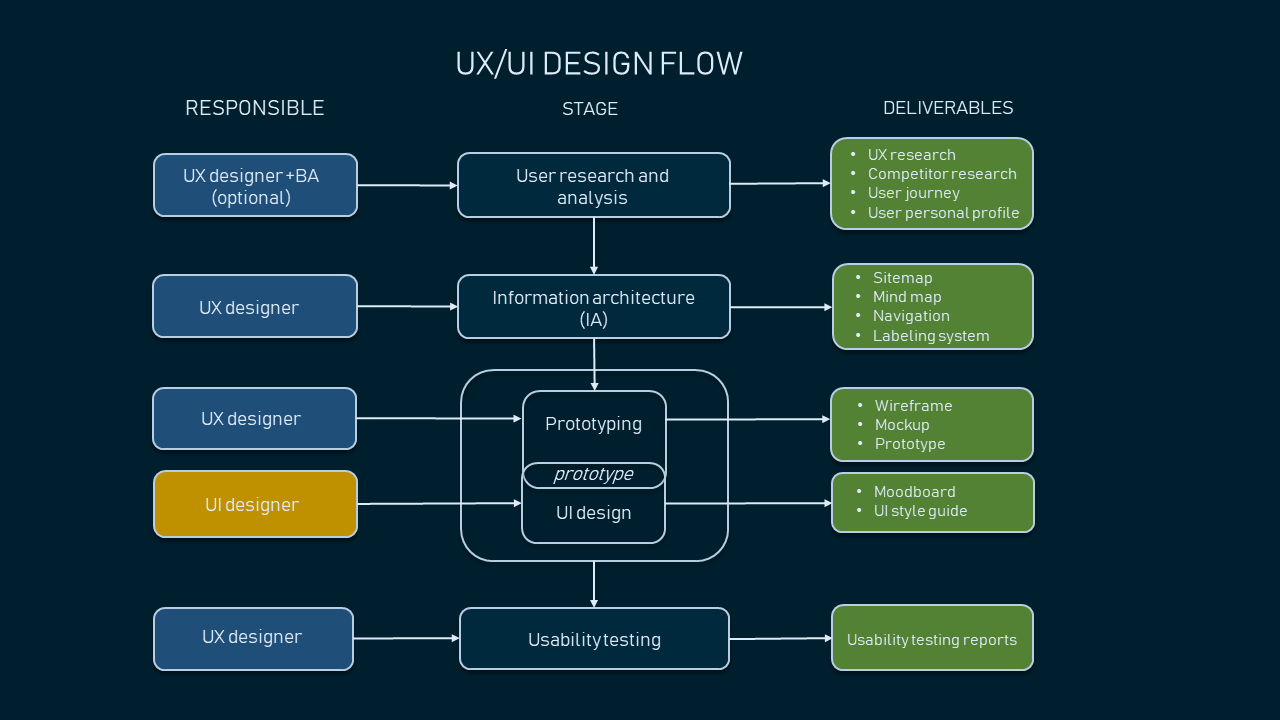 UX/UI DESIGN FLOW
RESPONSIBLE
STAGE
DELIVERABLES
UX designer +BA
(optional)
User research and
analysis
• UX research
• Competitor research
• User journey
• User personal profile
UX designer
Information architecture
(IA)
• Sitemap
• Mind map
• Navigation
• Labeling system
UX designer
Prototyping
• Wireframe
• Mockup
• Prototype
prototype
UI designer
UI design
• Moodboard
• UI style guide
UX designer
Usability testing
Usability testing reports